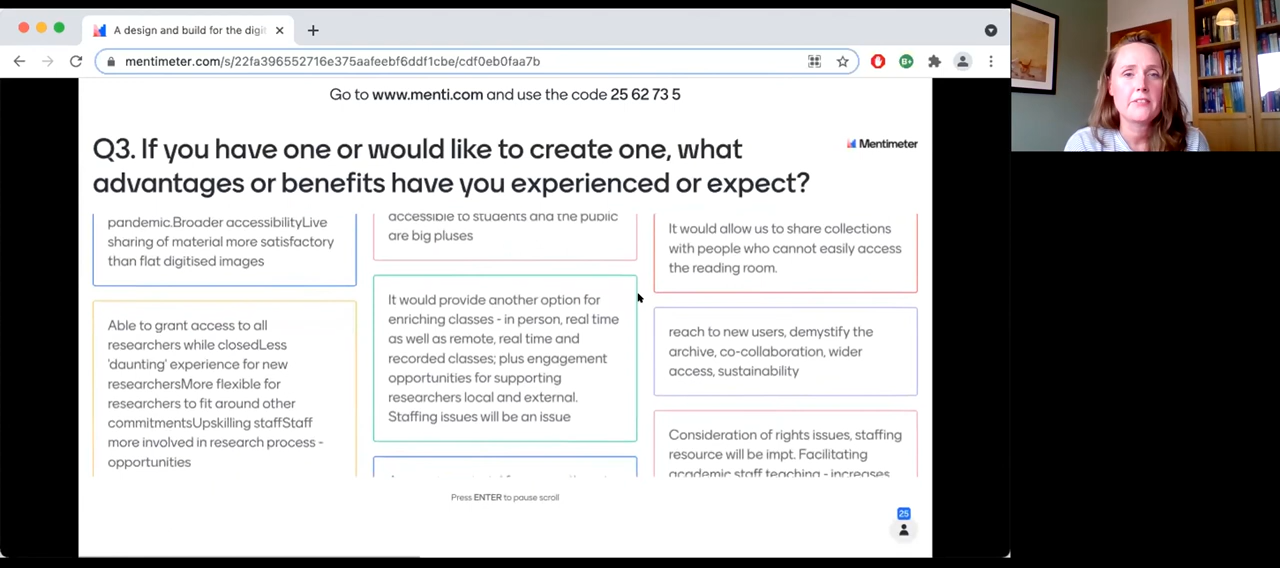 A design and build for the digit
mentimeter.com/s/22fa396552716e375aafeebf6ddf1cbe/cdf0eb0faa7b
Go to www.menti.com and use the code 25 62 73 5
Q3. If you have one or would like to create one, what
advantages or benefits have you experienced or expect?
Mentimeter
pandemic.Broader accessibilityLive
sharing of material more satisfactory
than flat digitised images
Able to grant access to all
researchers while closedLess
'daunting' experience for new
researchersMore flexible for
researchers to fit around other
commitmentsUpskilling staffStaff
more involved in research process -
opportunities
accessible to students and the public
are big pluses
It would provide another option for
enriching classes - in person, real time
as well as remote, real time and
recorded classes; plus engagement
opportunities for supporting
researchers local and external.
Staffing issues will be an issue
It would allow us to share collections
with people who cannot easily access
the reading room.
reach to new users, demystify the
archive, co-collaboration, wider
access, sustainability
Consideration of rights issues, staffing
resource will be impt. Facilitating
academic staff teaching - increases
Press ENTER to pause scroll
25